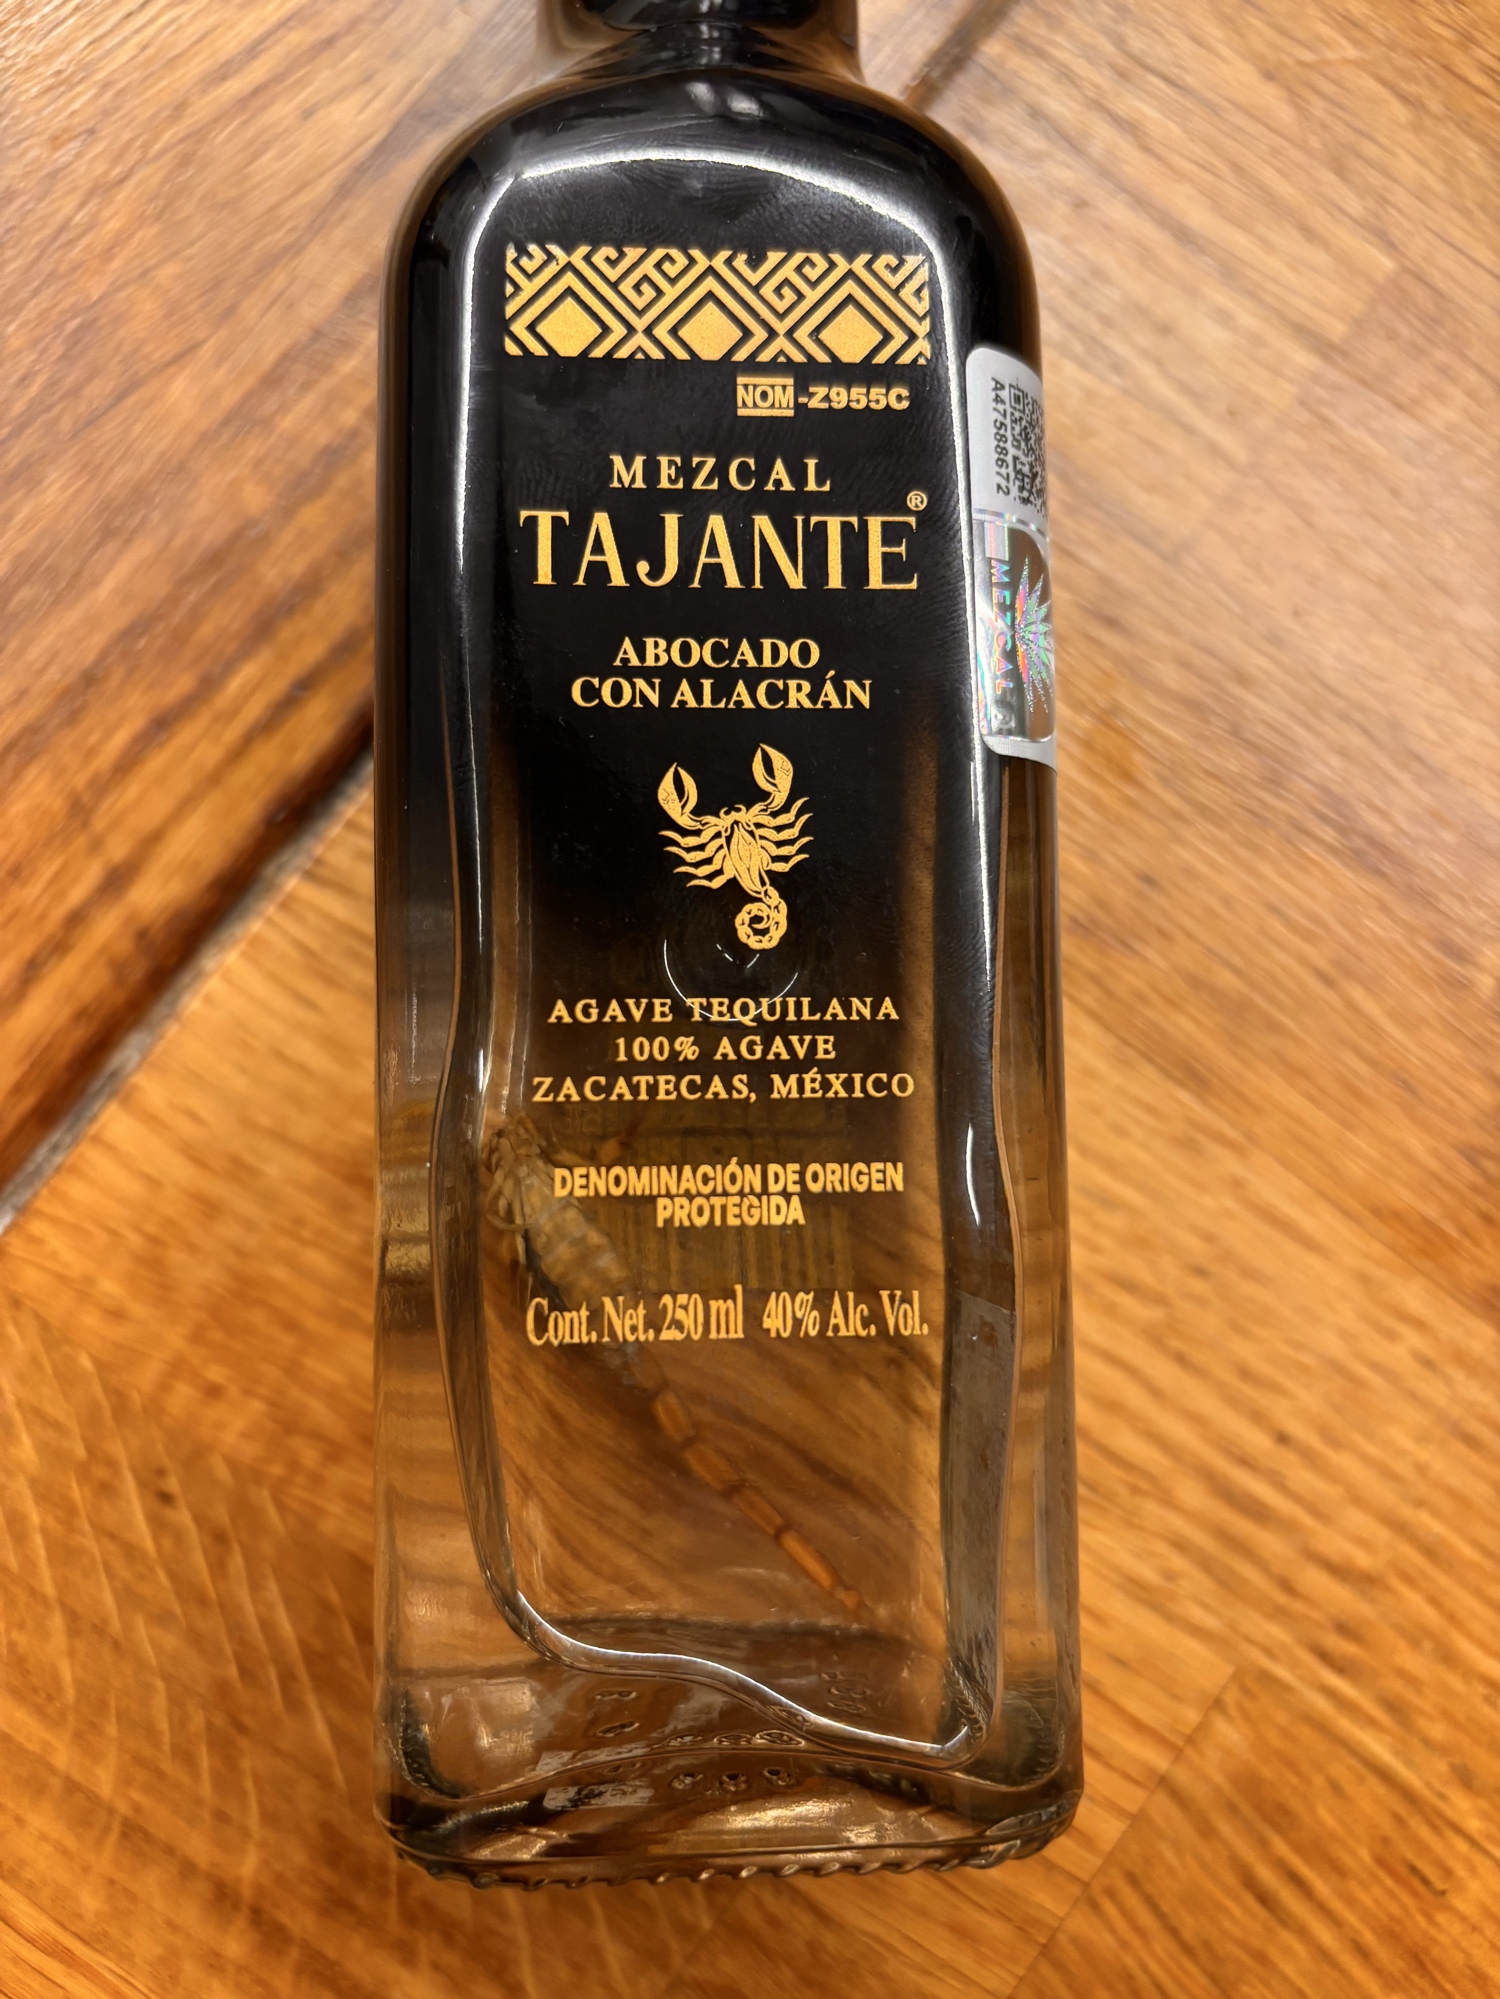 NOM-Z955C
MEZCAL
TAJANTE®
ABOCADO
CON ALACRÁN
AGAVE TEQUILANA
100% AGAVE
ZACATECAS, MÉXICO
DENOMINACIÓN DE ORIGEN
PROTEGIDA
Cont. Net. 250 ml 40% Alc. Vol.
A47588672
MEZCAL